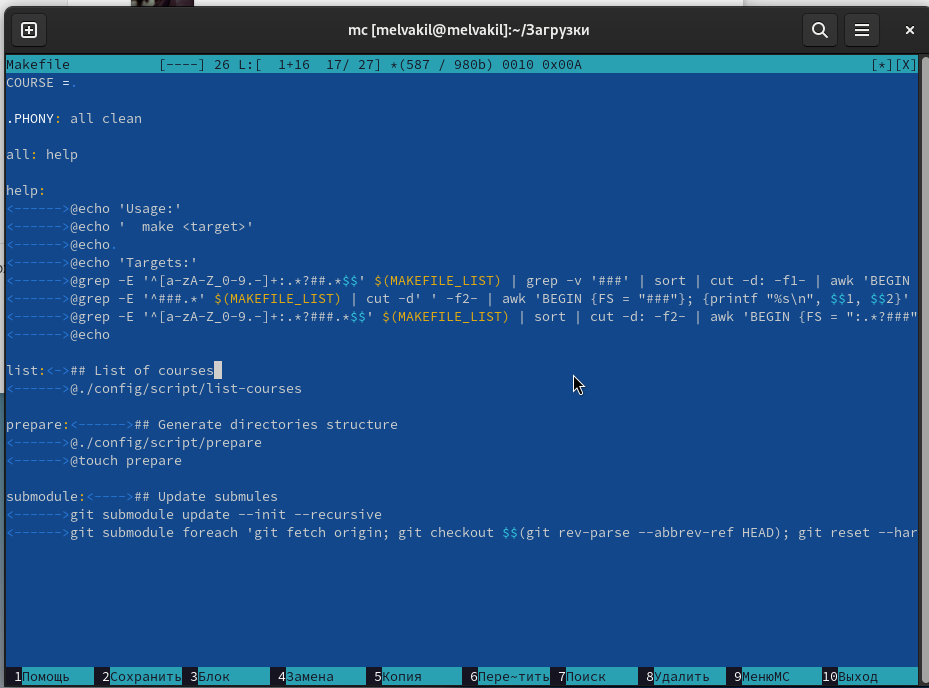 mc [melvakil@melvakil]:~/Загрузки
Makefile [----] 26 L:[ 1+16 17/ 27] *(587 / 980b) 0010 0x00A [*][X]
COURSE =.
.PHONY: all clean
all: help
help:
<------>@echo 'Usage:'
<------>@echo '  make <target>'
<------>@echo.
<------>@echo 'Targets:'
<------>@grep -E '^[a-zA-Z_0-9.-]+:.*?##.*$$' $(MAKEFILE_LIST) | grep -v '###' | sort | cut -d: -f1- | awk 'BEGIN
<------>@grep -E '^###.*' $(MAKEFILE_LIST) | cut -d' ' -f2- | awk 'BEGIN {FS = "###"}; {printf "%s\n", $$1, $$2}'
<------>@grep -E '^[a-zA-Z_0-9.-]+:.*?###.*$$' $(MAKEFILE_LIST) | sort | cut -d: -f2- | awk 'BEGIN {FS = ":.*?###"
<------>@echo
list:<->## List of courses
<------>@./config/script/list-courses
prepare:<------>## Generate directories structure
<------>@./config/script/prepare
<------>@touch prepare
submodule:<---->## Update submules
<------>git submodule update --init --recursive
<------>git submodule foreach 'git fetch origin; git checkout $$(git rev-parse --abbrev-ref HEAD); git reset --har
1Помощь 2Сохранить 3Блок 4Замена 5Копия 6Пере~тить 7Поиск 8Удалить 9МенюMC 10Выход